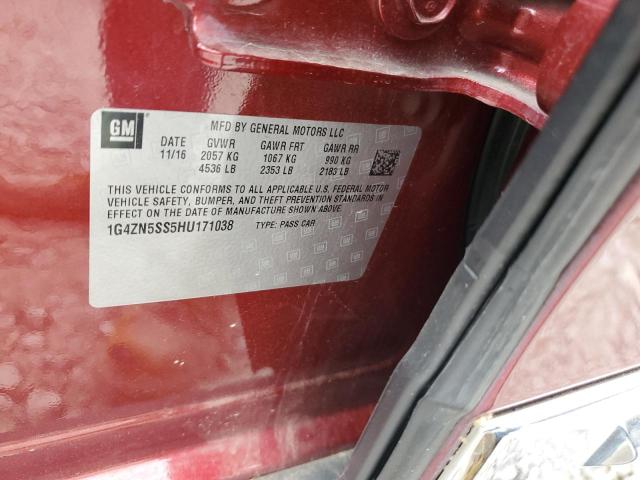 GM
MFD BY GENERAL MOTORS LLC
DATE GVWR GAWR FRT GAWR RR
11/16 2057 KG 1067 KG 990 KG
4536 LB 2353 LB 2183 LB
THIS VEHICLE CONFORMS TO ALL APPLICABLE U.S. FEDERAL MOTOR
VEHICLE SAFETY, BUMPER, AND THEFT PREVENTION STANDARDS IN
EFFECT ON THE DATE OF MANUFACTURE SHOWN ABOVE.
1G4ZN5SS5HU171038 TYPE: PASS CAR